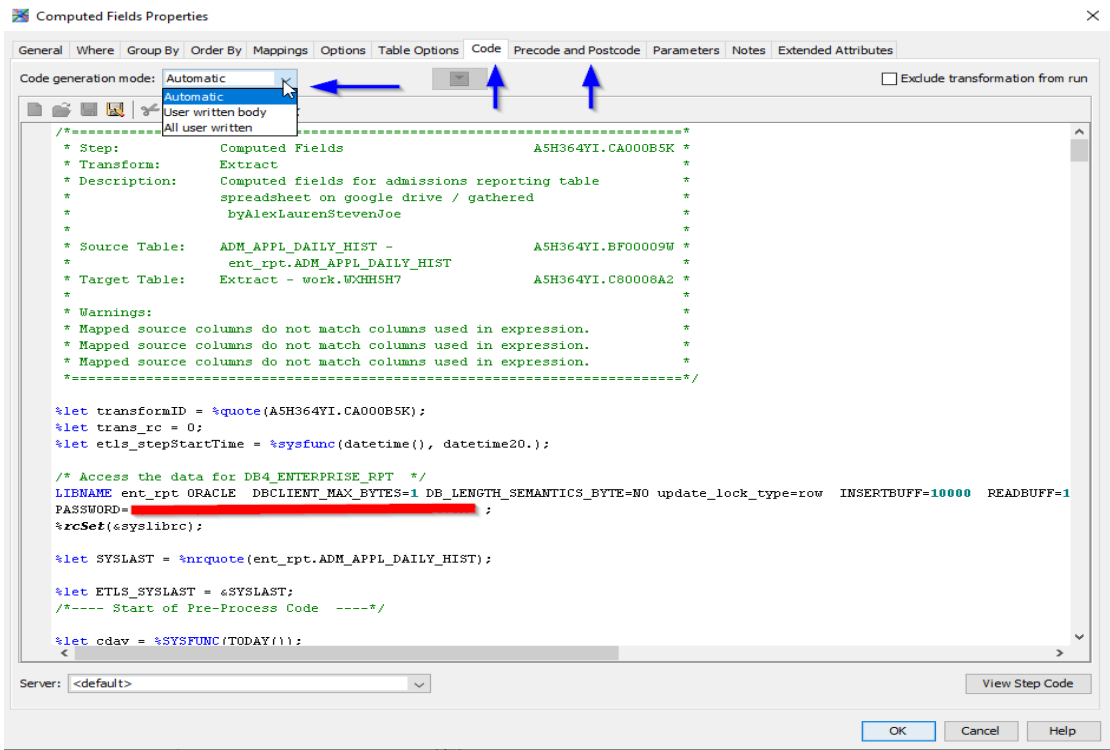 Computed Fields Properties
General Where Group By Order By Mappings Options Table Options Code Precode and Postcode Parameters Notes Extended Attributes
Code generation mode: Automatic Exclude transformation from run
Automatic
User written body
All user written
/*==========================================================================*
* Step: Computed Fields A5H364YI.CA000B5K *
* Transform: Extract *
* Description: Computed fields for admissions reporting table *
* spreadsheet on google drive / gathered *
* byAlexLaurenStevenJoe *
* *
* Source Table: ADM_APPL_DAILY_HIST - A5H364YI.BF00009W *
* ent_rpt.ADM_APPL_DAILY_HIST *
* Target Table: Extract - work.WXHH5H7 A5H364YI.C80008A2 *
* *
* Warnings: *
* Mapped source columns do not match columns used in expression. *
* Mapped source columns do not match columns used in expression. *
* Mapped source columns do not match columns used in expression. *
*==========================================================================*/
%let transformID = %quote(A5H364YI.CA000B5K);
%let trans_rc = 0;
%let etls_stepStartTime = %sysfunc(datetime(), datetime20.);
/* Access the data for DB4_ENTERPRISE_RPT */
LIBNAME ent_rpt ORACLE DBCLIENT_MAX_BYTES=1 DB_LENGTH_SEMANTICS_BYTE=NO update_lock_type=row INSERTBUFF=10000 READBUFF=1
PASSWORD= ;
%rcSet(&syslibrc);
%let SYSLAST = %nrquote(ent_rpt.ADM_APPL_DAILY_HIST);
%let ETLS_SYSLAST = &SYSLAST;
/*---- Start of Pre-Process Code ----*/
%let cday = %SYSFUNC(TODAY());
Server: <default> View Step Code
OK Cancel Help